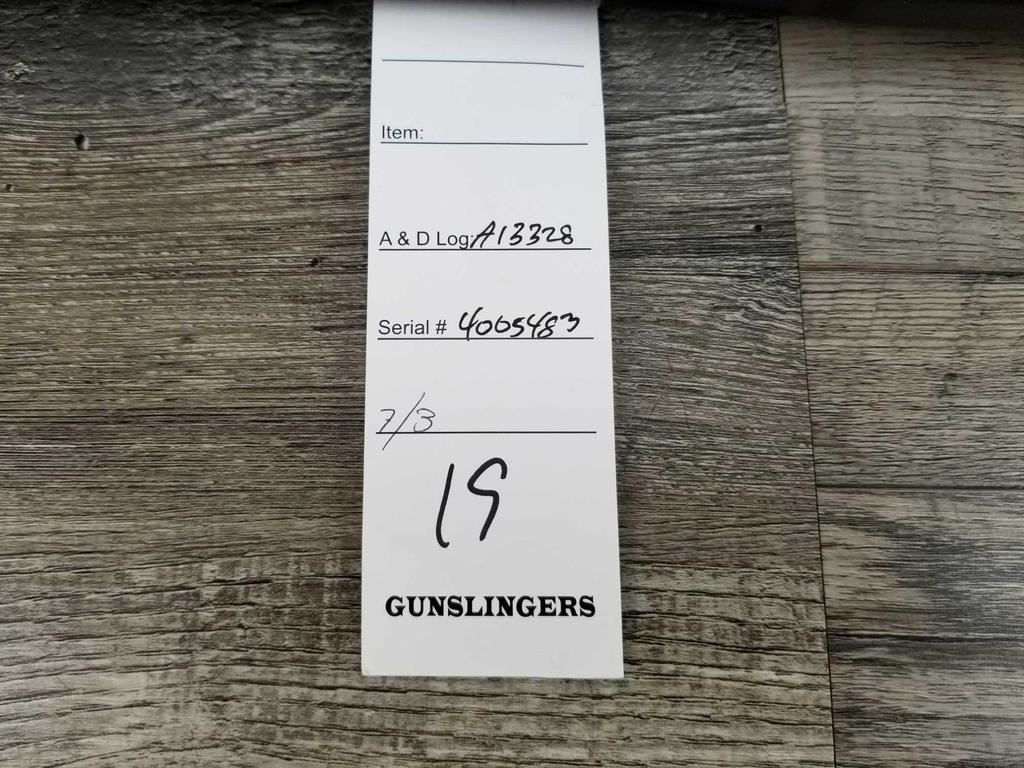 Item:
A & D Log: A13328
Serial # 4005483
7/3
19
GUNSLINGERS